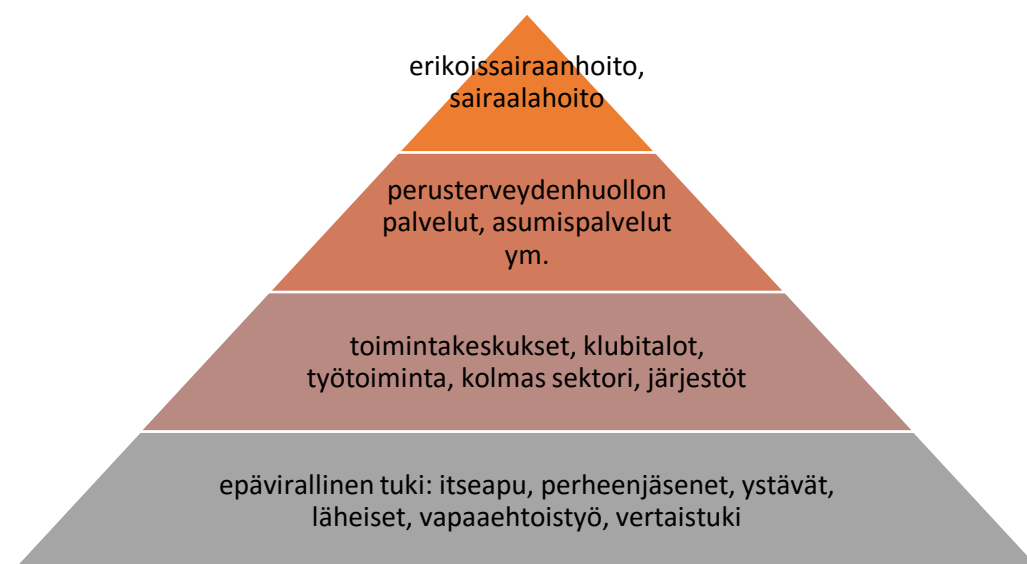 erikoissairaanhoito,
sairaalahoito
perusterveydenhuollon
palvelut, asumispalvelut
ym.
toimintakeskukset, klubitalot,
työtoiminta, kolmas sektori, järjestöt
epävirallinen tuki: itseapu, perheenjäsenet, ystävät,
läheiset, vapaaehtoistyö, vertaistuki